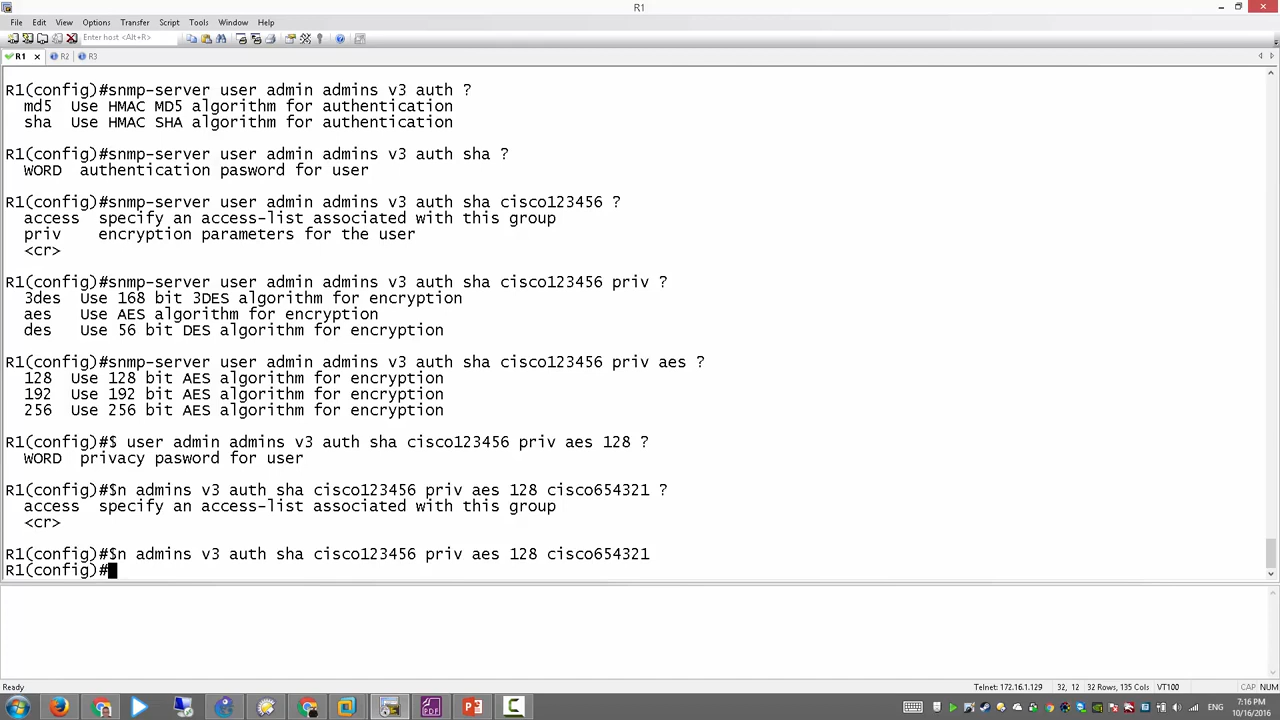 R1
File Edit View Options Transfer Script Tools Window Help
Enter host <Alt+R>
R1 R2 R3
R1(config)#snmp-server user admin admins v3 auth ?
md5 Use HMAC MD5 algorithm for authentication
sha Use HMAC SHA algorithm for authentication
R1(config)#snmp-server user admin admins v3 auth sha ?
WORD authentication pasword for user
R1(config)#snmp-server user admin admins v3 auth sha cisco123456 ?
access specify an access-list associated with this group
priv encryption parameters for the user
<cr>
R1(config)#snmp-server user admin admins v3 auth sha cisco123456 priv ?
3des Use 168 bit 3DES algorithm for encryption
aes Use AES algorithm for encryption
des Use 56 bit DES algorithm for encryption
R1(config)#snmp-server user admin admins v3 auth sha cisco123456 priv aes ?
128 Use 128 bit AES algorithm for encryption
192 Use 192 bit AES algorithm for encryption
256 Use 256 bit AES algorithm for encryption
R1(config)#$ user admin admins v3 auth sha cisco123456 priv aes 128 ?
WORD privacy pasword for user
R1(config)#$n admins v3 auth sha cisco123456 priv aes 128 cisco654321 ?
access specify an access-list associated with this group
<cr>
R1(config)#$n admins v3 auth sha cisco123456 priv aes 128 cisco654321
R1(config)#
Ready Telnet: 172.16.1.129 32, 12 32 Rows, 135 Cols VT100 CAP NUM
PDF ENG 7:16 PM
10/16/2016